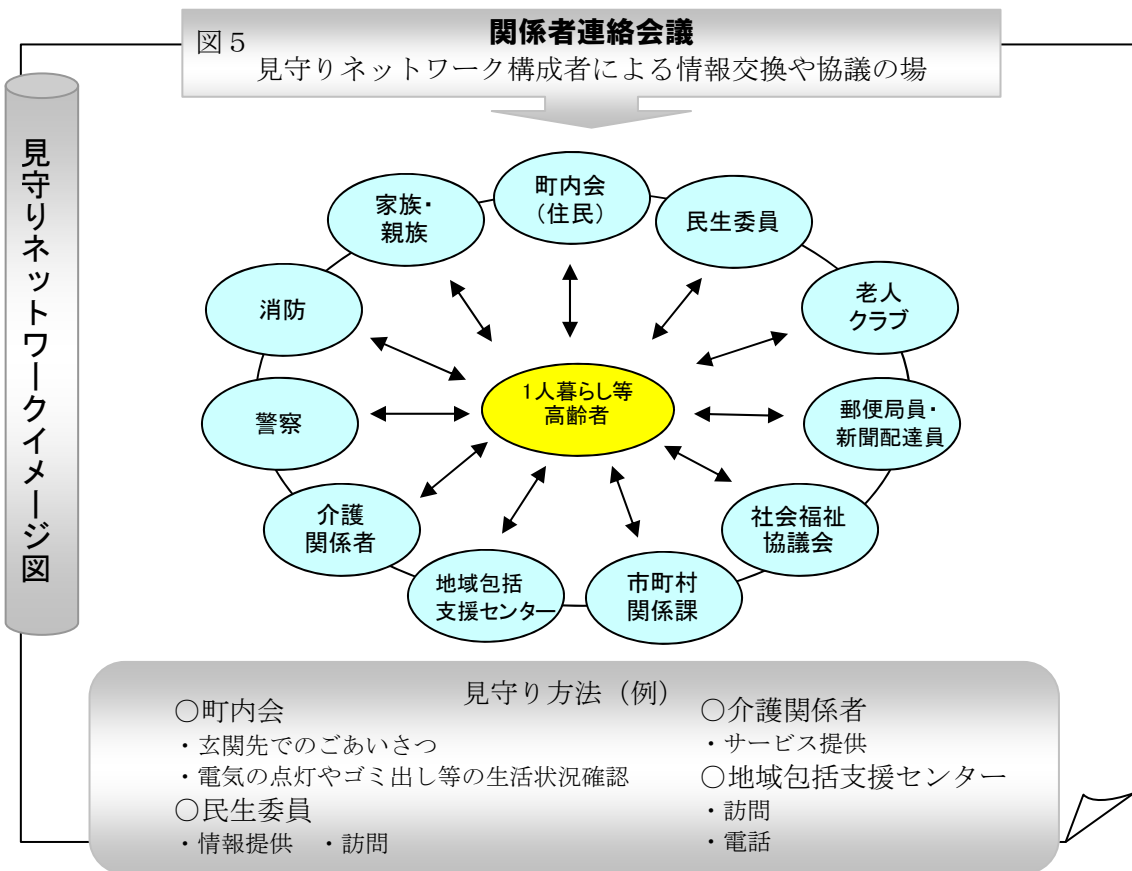 図５
関係者連絡会議
見守りネットワーク構成者による情報交換や協議の場
見守りネットワークイメージ図
町内会
（住民）
民生委員
老人
クラブ
郵便局員・
新聞配達員
社会福祉
協議会
市町村
関係課
地域包括
支援センター
介護
関係者
警察
消防
家族・
親族
1人暮らし等
高齢者
見守り方法（例）
○町内会
・玄関先でのごあいさつ
・電気の点灯やゴミ出し等の生活状況確認
○民生委員
・情報提供　・訪問
○介護関係者
・サービス提供
○地域包括支援センター
・訪問
・電話